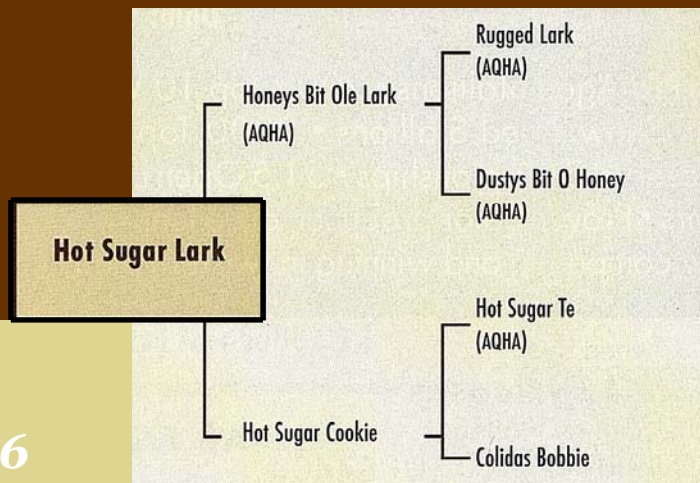 Rugged Lark
(AQHA)
Honeys Bit Ole Lark
(AQHA)
Dustys Bit O Honey
(AQHA)
Hot Sugar Lark
Hot Sugar Te
(AQHA)
Hot Sugar Cookie
Colidas Bobbie
6